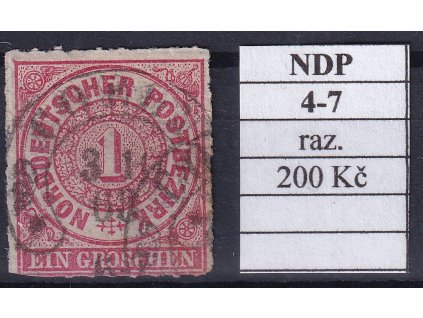 NORDDEUTSCHER POSTBEZIRK
1
EIN GROSCHEN
NDP
4-7
raz.
200 Kč